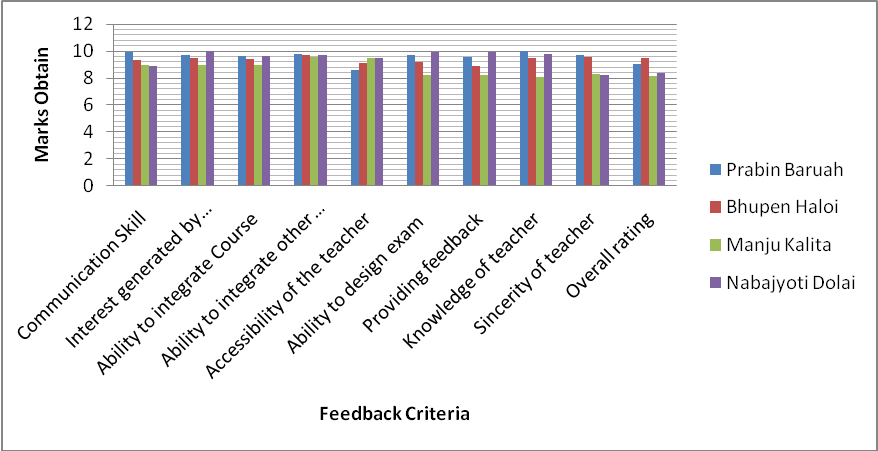 Marks Obtain
12
10
8
6
4
2
0
Communication Skill
Interest generated by...
Ability to integrate Course
Ability to integrate other ...
Accessibility of the teacher
Ability to design exam
Providing feedback
Knowledge of teacher
Sincerity of teacher
Overall rating
Feedback Criteria
Prabin Baruah
Bhupen Haloi
Manju Kalita
Nabajyoti Dolai